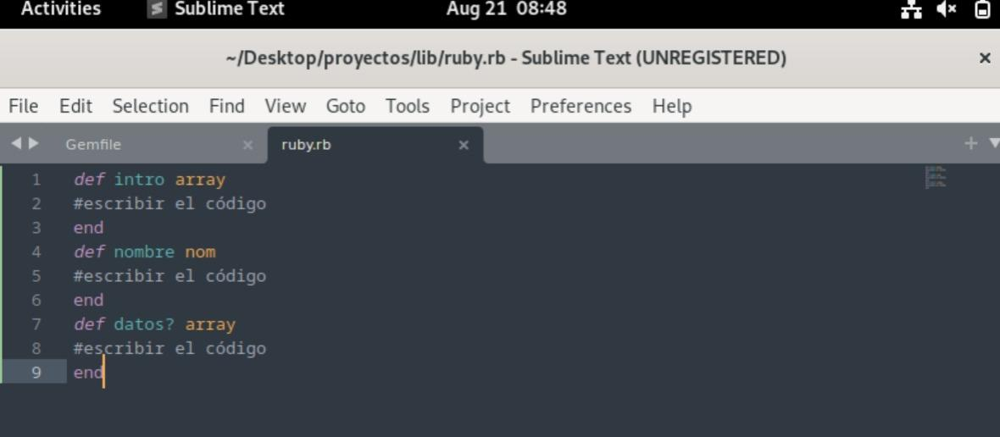 Activities Sublime Text Aug 21 08:48
~/Desktop/proyectos/lib/ruby.rb - Sublime Text (UNREGISTERED) ×
File Edit Selection Find View Goto Tools Project Preferences Help
Gemfile × ruby.rb × +
1 def intro array
2 #escribir el código
3 end
4 def nombre nom
5 #escribir el código
6 end
7 def datos? array
8 #escribir el código
9 end